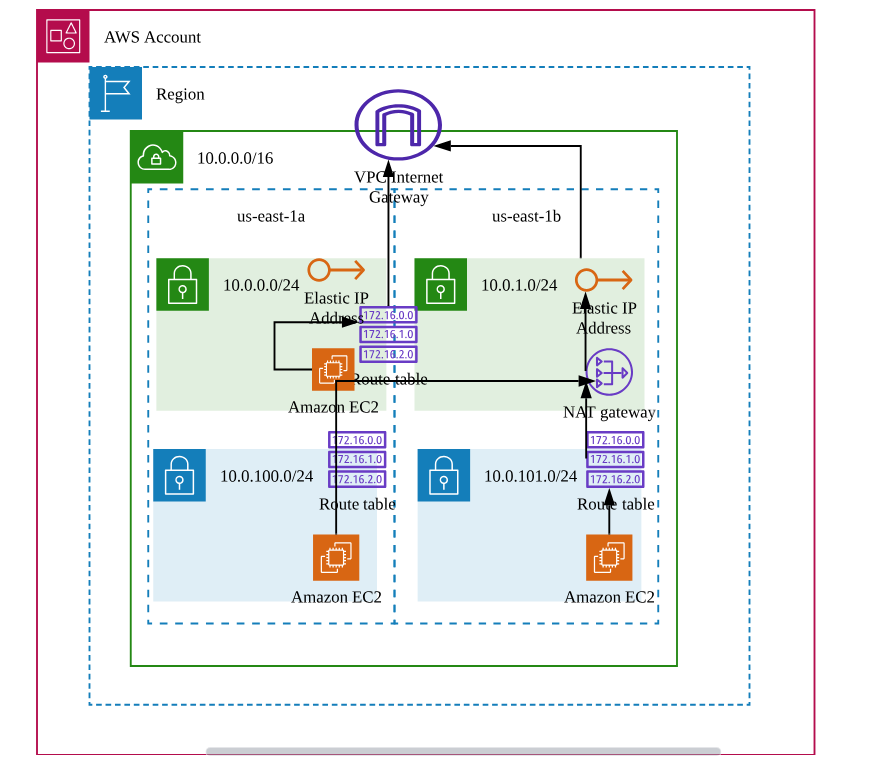 AWS Account
Region
10.0.0.0/16
VPC Internet
Gateway
us-east-1a
us-east-1b
10.0.0.0/24
Elastic IP
Address
10.0.1.0/24
Elastic IP
Address
172.16.0.0
172.16.1.0
172.16.2.0
Route table
Amazon EC2
NAT gateway
10.0.100.0/24
172.16.0.0
172.16.1.0
172.16.2.0
Route table
10.0.101.0/24
172.16.0.0
172.16.1.0
172.16.2.0
Route table
Amazon EC2
Amazon EC2